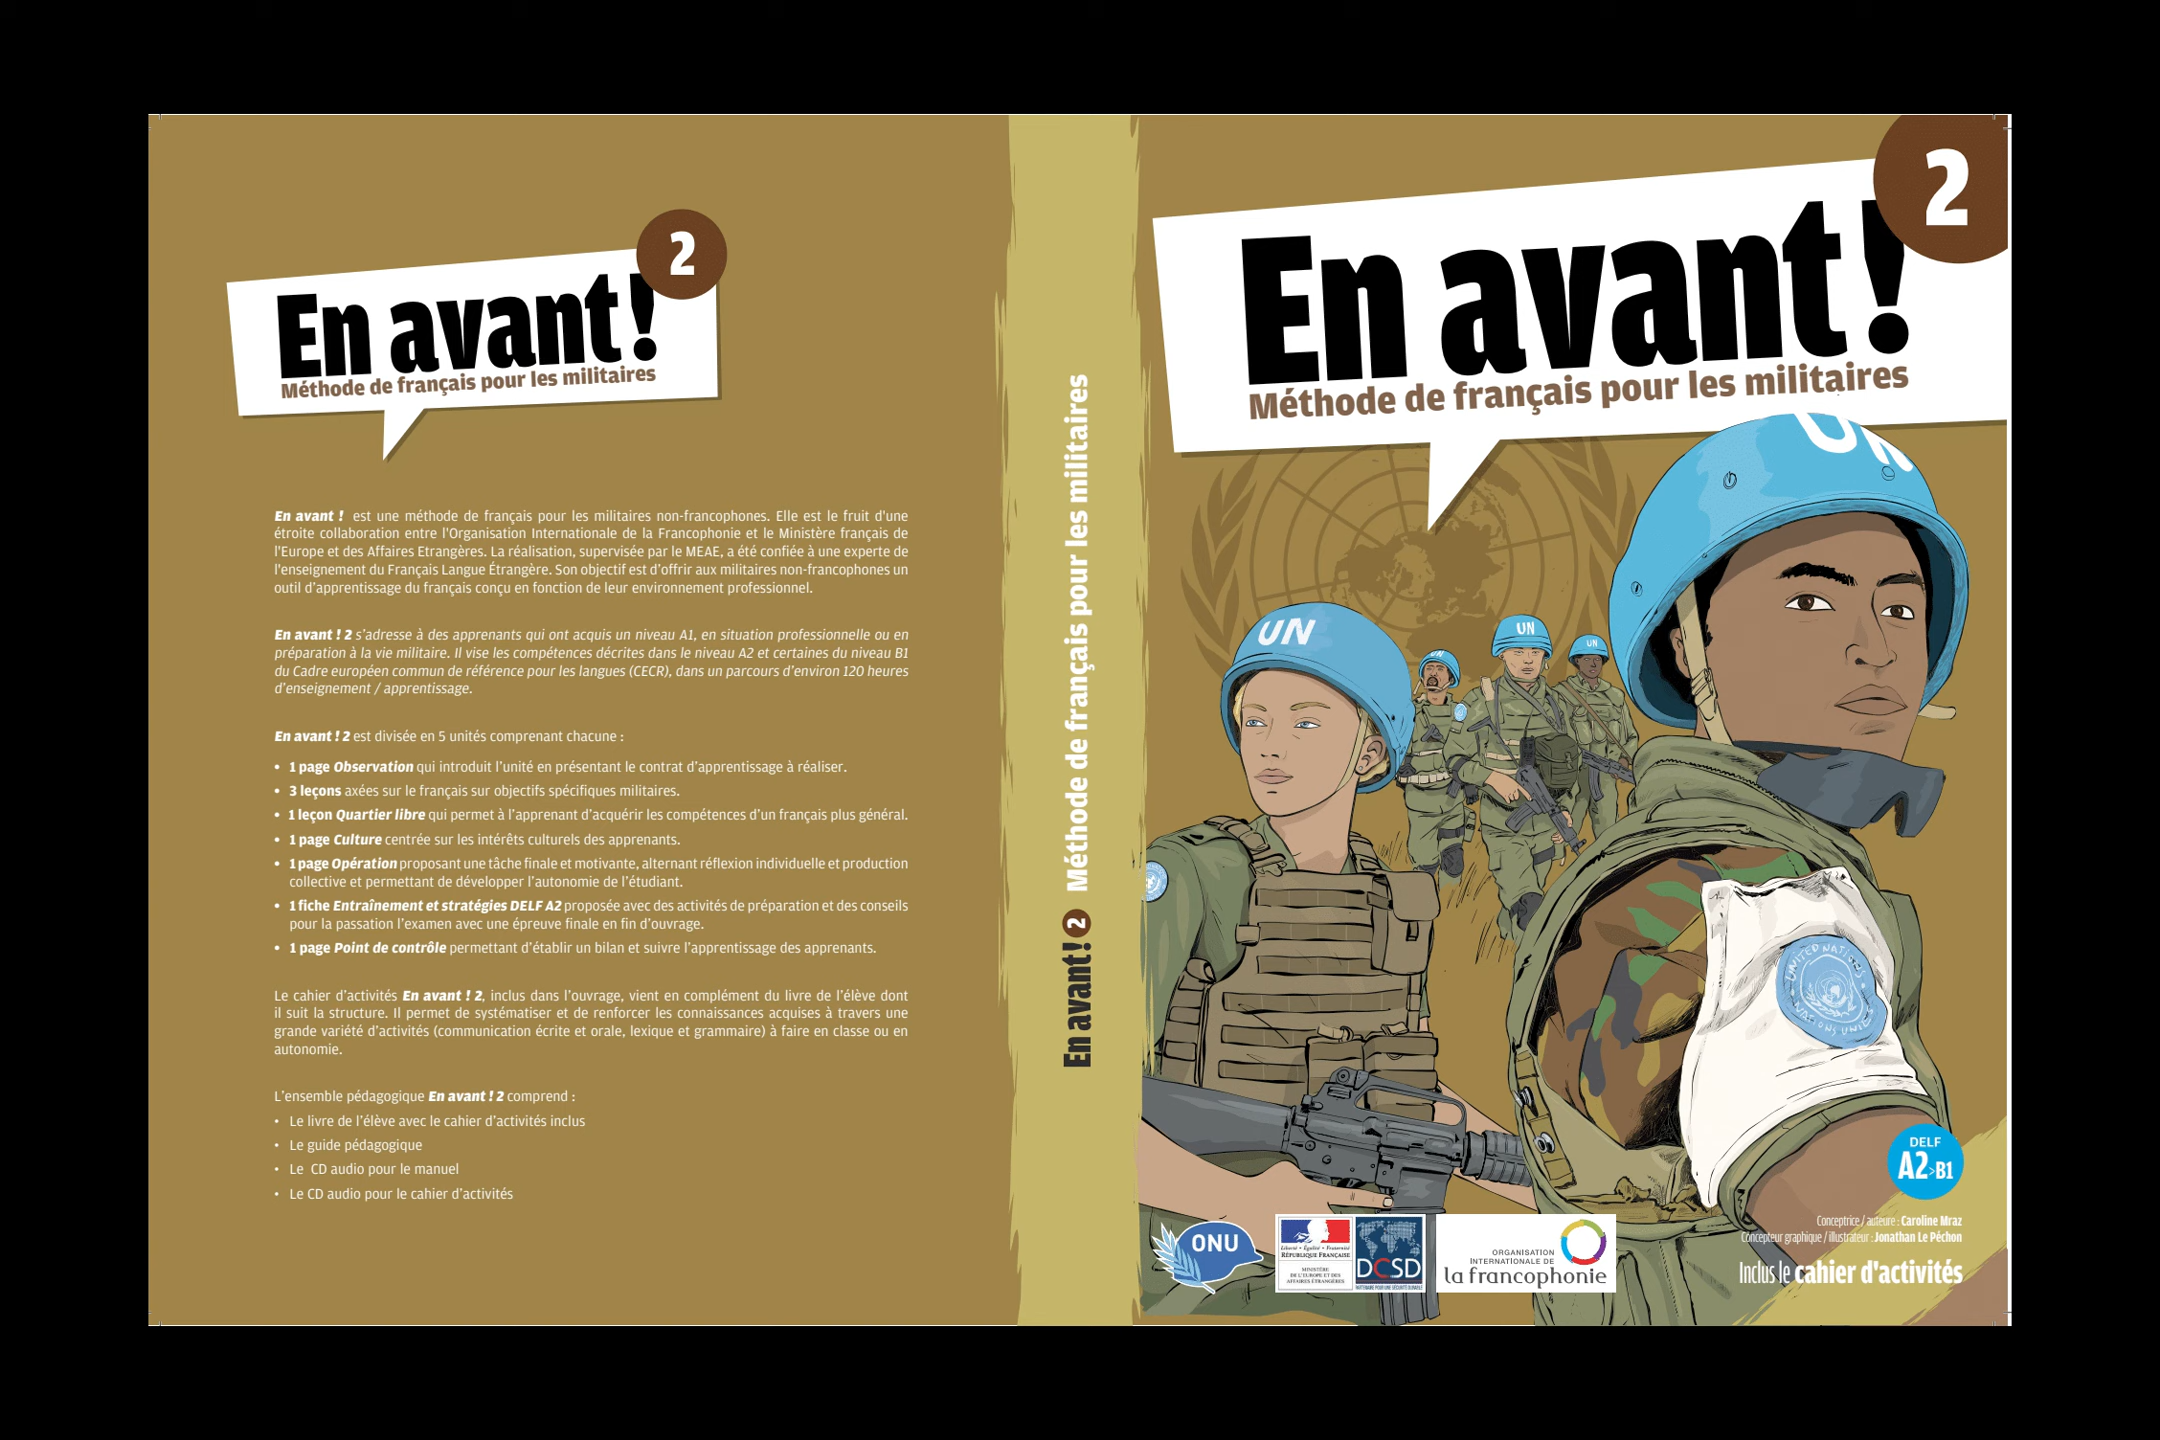 En avant !
2
Méthode de français pour les militaires
En avant ! est une méthode de français pour les militaires non-francophones. Elle est le fruit d'une
étroite collaboration entre l'Organisation Internationale de la Francophonie et le Ministère français de
l'Europe et des Affaires Etrangères. La réalisation, supervisée par le MEAE, a été confiée à une experte de
l'enseignement du Français Langue Étrangère. Son objectif est d'offrir aux militaires non-francophones un
outil d'apprentissage du français conçu en fonction de leur environnement professionnel.
En avant ! 2 s'adresse à des apprenants qui ont acquis un niveau A1, en situation professionnelle ou en
préparation à la vie militaire. Il vise les compétences décrites dans le niveau A2 et certaines du niveau B1
du Cadre européen commun de référence pour les langues (CECR), dans un parcours d'environ 120 heures
d'enseignement / apprentissage.
En avant ! 2 est divisée en 5 unités comprenant chacune :
• 1 page Observation qui introduit l'unité en présentant le contrat d'apprentissage à réaliser.
• 3 leçons axées sur le français sur objectifs spécifiques militaires.
• 1 leçon Quartier libre qui permet à l'apprenant d'acquérir les compétences d'un français plus général.
• 1 page Culture centrée sur les intérêts culturels des apprenants.
• 1 page Opération proposant une tâche finale et motivante, alternant réflexion individuelle et production
collective et permettant de développer l'autonomie de l'étudiant.
• 1 fiche Entraînement et stratégies DELF A2 proposée avec des activités de préparation et des conseils
pour la passation l'examen avec une épreuve finale en fin d'ouvrage.
• 1 page Point de contrôle permettant d'établir un bilan et suivre l'apprentissage des apprenants.
Le cahier d'activités En avant ! 2, inclus dans l'ouvrage, vient en complément du livre de l'élève dont
il suit la structure. Il permet de systématiser et de renforcer les connaissances acquises à travers une
grande variété d'activités (communication écrite et orale, lexique et grammaire) à faire en classe ou en
autonomie.
L'ensemble pédagogique En avant ! 2 comprend :
• Le livre de l'élève avec le cahier d'activités inclus
• Le guide pédagogique
• Le CD audio pour le manuel
• Le CD audio pour le cahier d'activités
En avant! 2 Méthode de français pour les militaires
2
En avant !
Méthode de français pour les militaires
UN
UN
UN
UN
UN
UNITED NATIONS
NATIONS UNIES
DELF
A2>B1
Conceptrice / auteure : Caroline Mraz
Concepteur graphique / illustrateur : Jonathan Le Péchon
Inclus le cahier d'activités
ONU
Liberté • Égalité • Fraternité
RÉPUBLIQUE FRANÇAISE
MINISTÈRE
DE L'EUROPE ET DES
AFFAIRES ÉTRANGÈRES
DCSD
PARTENAIRE POUR UNE SÉCURITÉ DURABLE
ORGANISATION
INTERNATIONALE DE
la francophonie